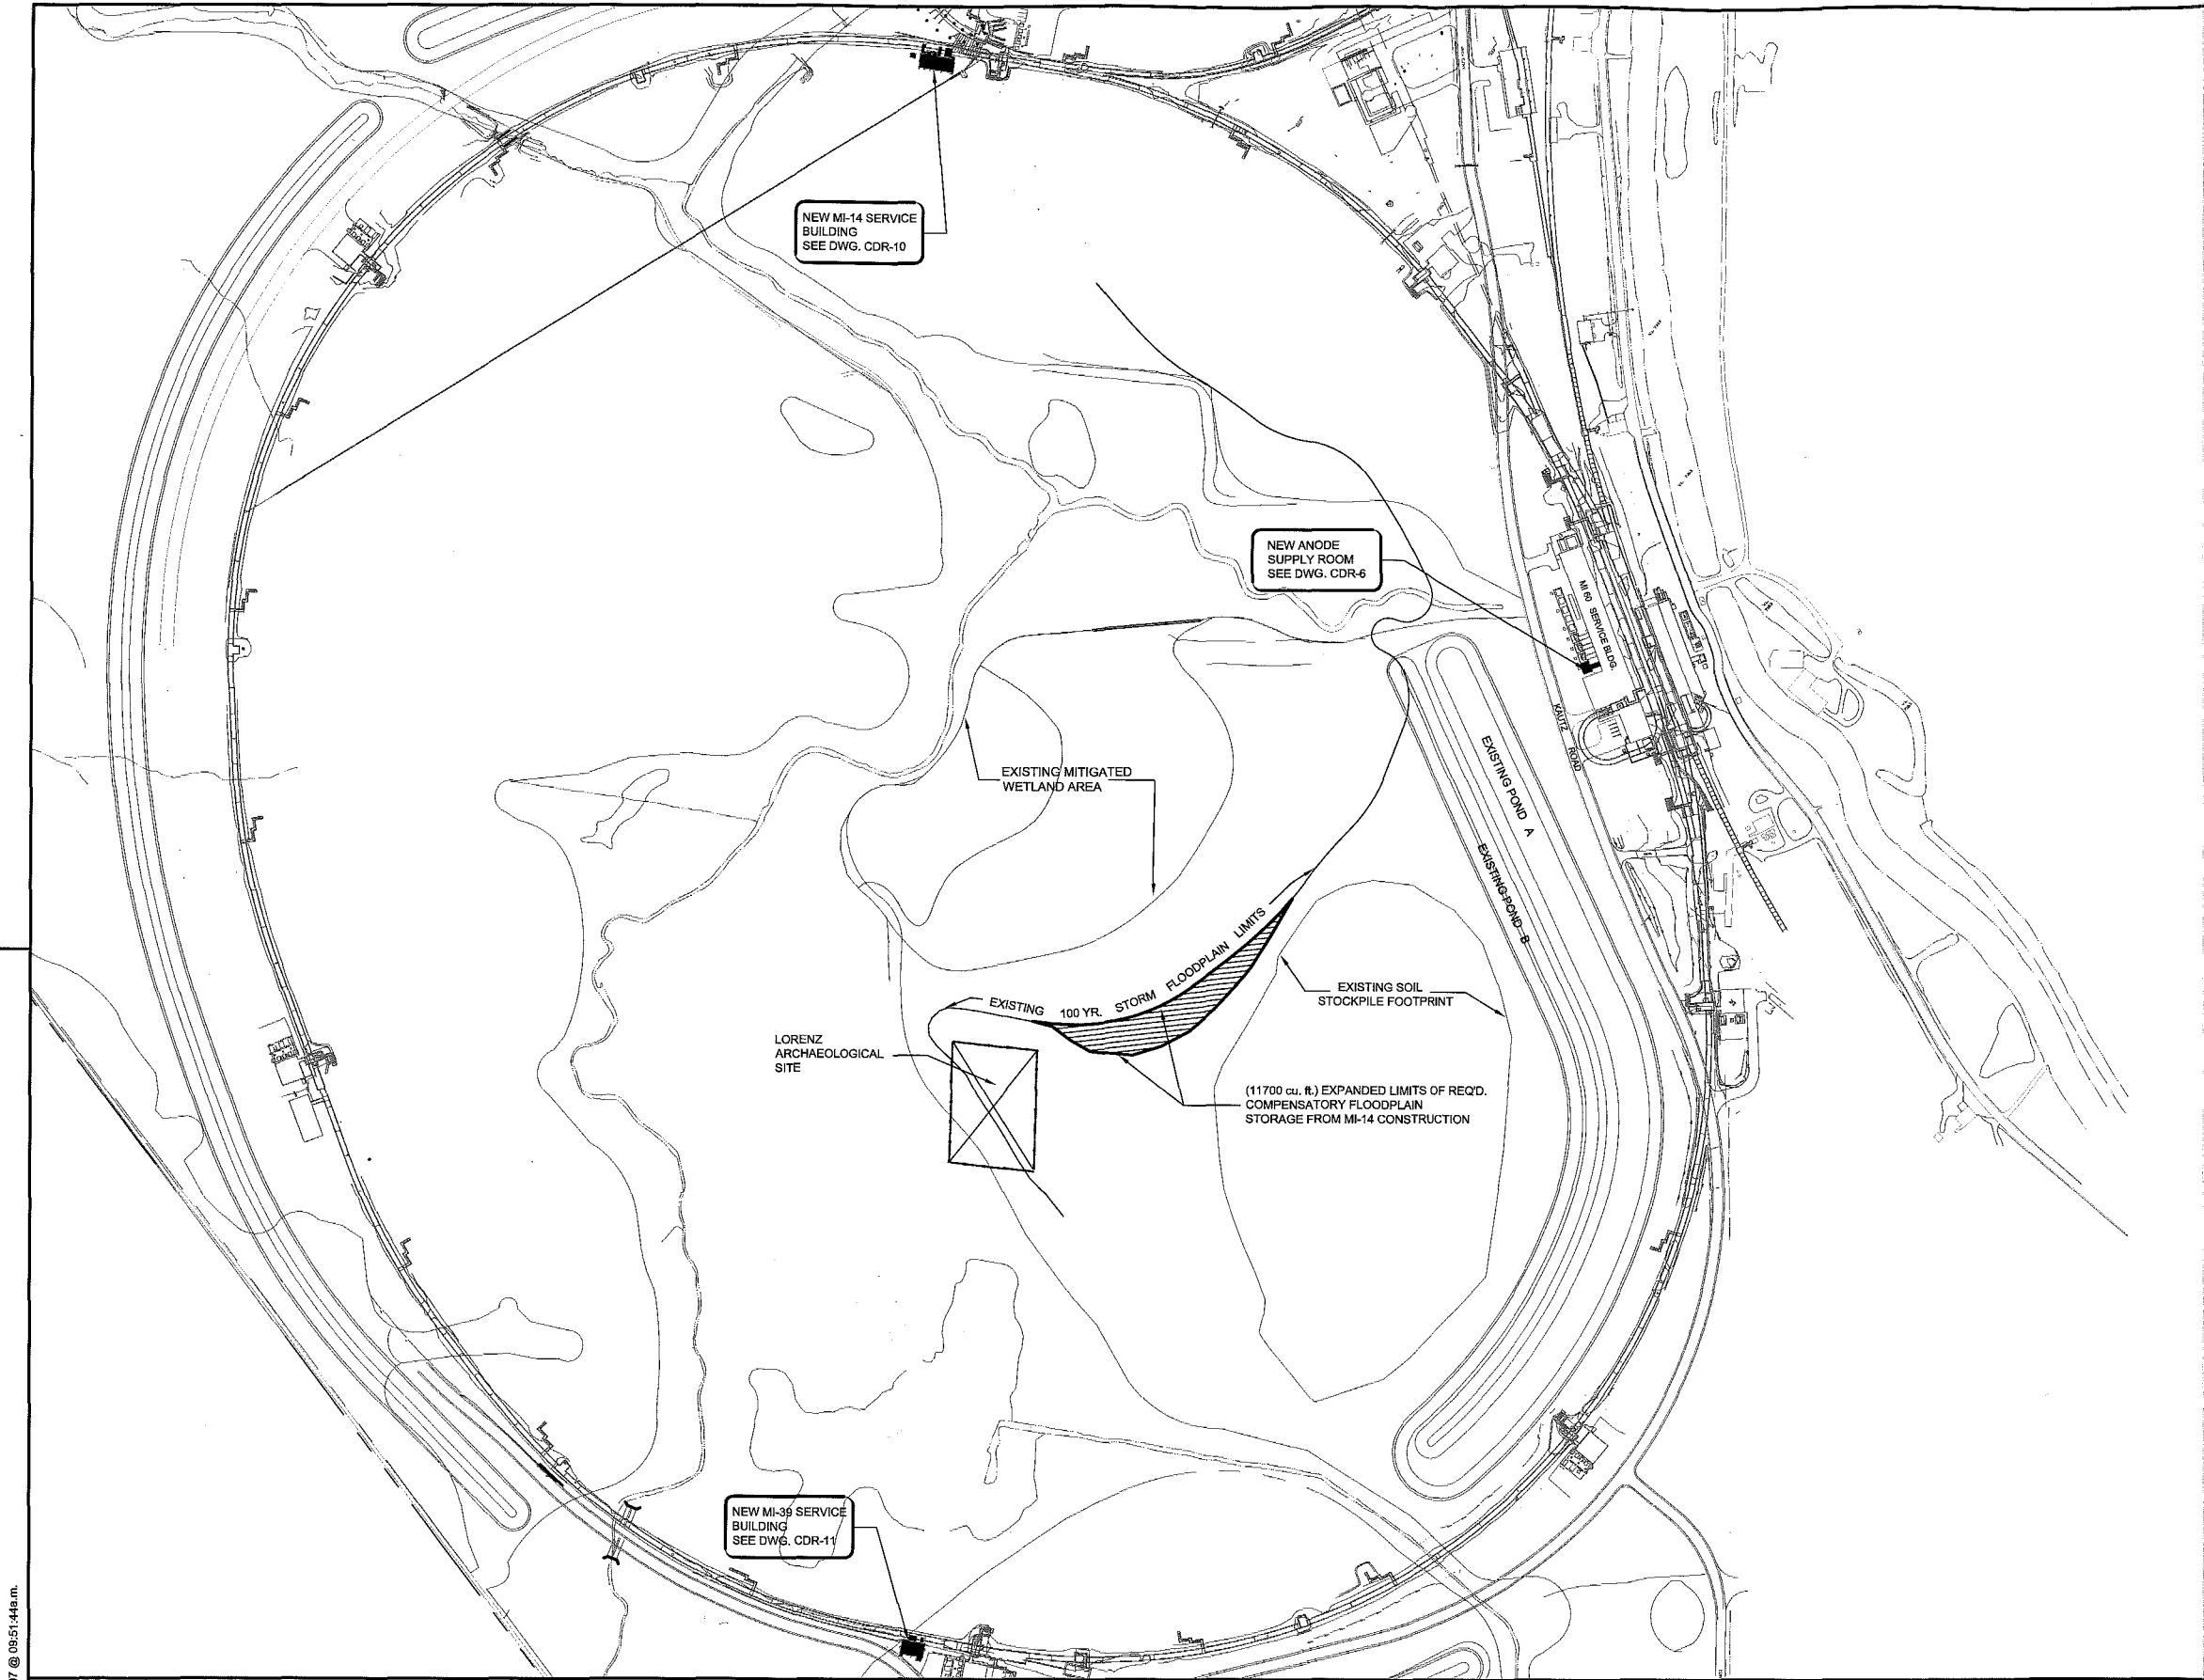 NEW MI-14 SERVICE
BUILDING
SEE DWG. CDR-10
NEW ANODE
SUPPLY ROOM
SEE DWG. CDR-6
MI 60 SERVICE BLDG.
KAUTZ ROAD
EXISTING POND A
EXISTING POND B
EXISTING MITIGATED
WETLAND AREA
EXISTING 100 YR. STORM FLOODPLAIN LIMITS
EXISTING SOIL
STOCKPILE FOOTPRINT
LORENZ
ARCHAEOLOGICAL
SITE
(11700 cu. ft.) EXPANDED LIMITS OF REQ'D.
COMPENSATORY FLOODPLAIN
STORAGE FROM MI-14 CONSTRUCTION
NEW MI-39 SERVICE
BUILDING
SEE DWG. CDR-11
@ 09:51:44a.m.